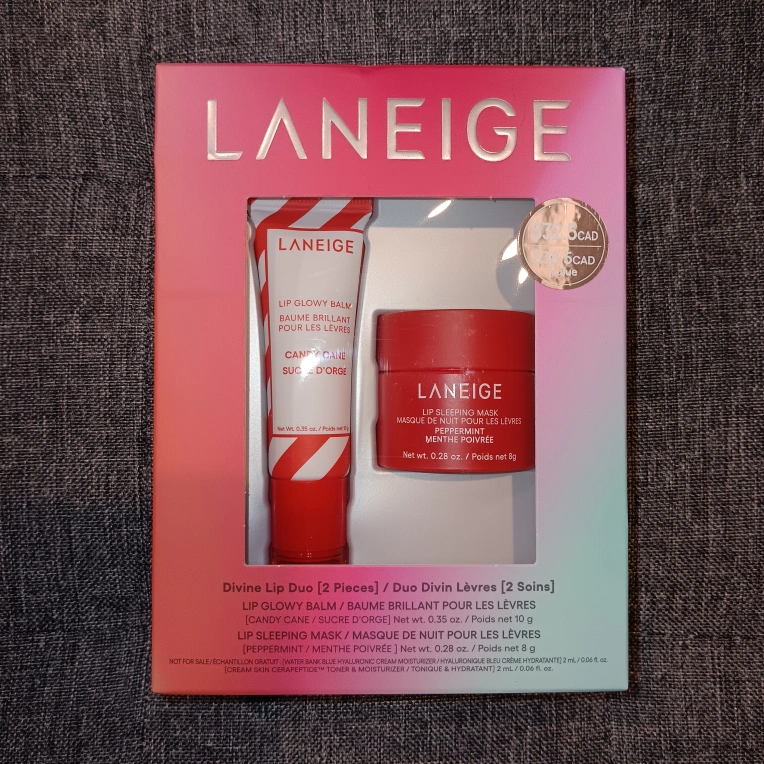 LANEIGE
CAD
CAD
LANEIGE
LIP GLOWY BALM
BAUME BRILLANT
POUR LES LÈVRES
CANDY CANE
SUCRE D'ORGE
Net Wt. 0.35 oz. / Poids net 10 g
LANEIGE
LIP SLEEPING MASK
MASQUE DE NUIT POUR LES LÈVRES
PEPPERMINT
MENTHE POIVRÉE
Net wt. 0.28 oz. / Poids net 8g
Divine Lip Duo [2 Pieces] / Duo Divin Lèvres [2 Soins]
LIP GLOWY BALM / BAUME BRILLANT POUR LES LÈVRES
[CANDY CANE / SUCRE D'ORGE] Net wt. 0.35 oz. / Poids net 10 g
LIP SLEEPING MASK / MASQUE DE NUIT POUR LES LÈVRES
[PEPPERMINT / MENTHE POIVRÉE ] Net wt. 0.28 oz. / Poids net 8 g
NOT FOR SALE / ÉCHANTILLON GRATUIT : [WATER BANK BLUE HYALURONIC CREAM MOISTURIZER / HYALURONIQUE BLEU CRÈME HYDRATANTE] 2 mL / 0.06 fl. oz.
[CREAM SKIN CERAPEPTIDE™ TONER & MOISTURIZER / TONIQUE & HYDRATANT] 2 mL / 0.06 fl. oz.